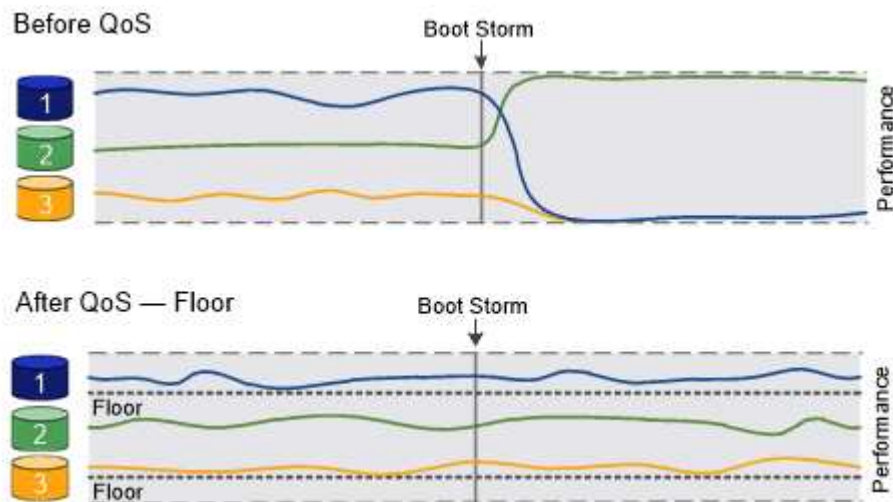 Before QoS
Boot Storm
1
2
3
Performance
After QoS — Floor
Boot Storm
1
Floor
2
3
Floor
Performance